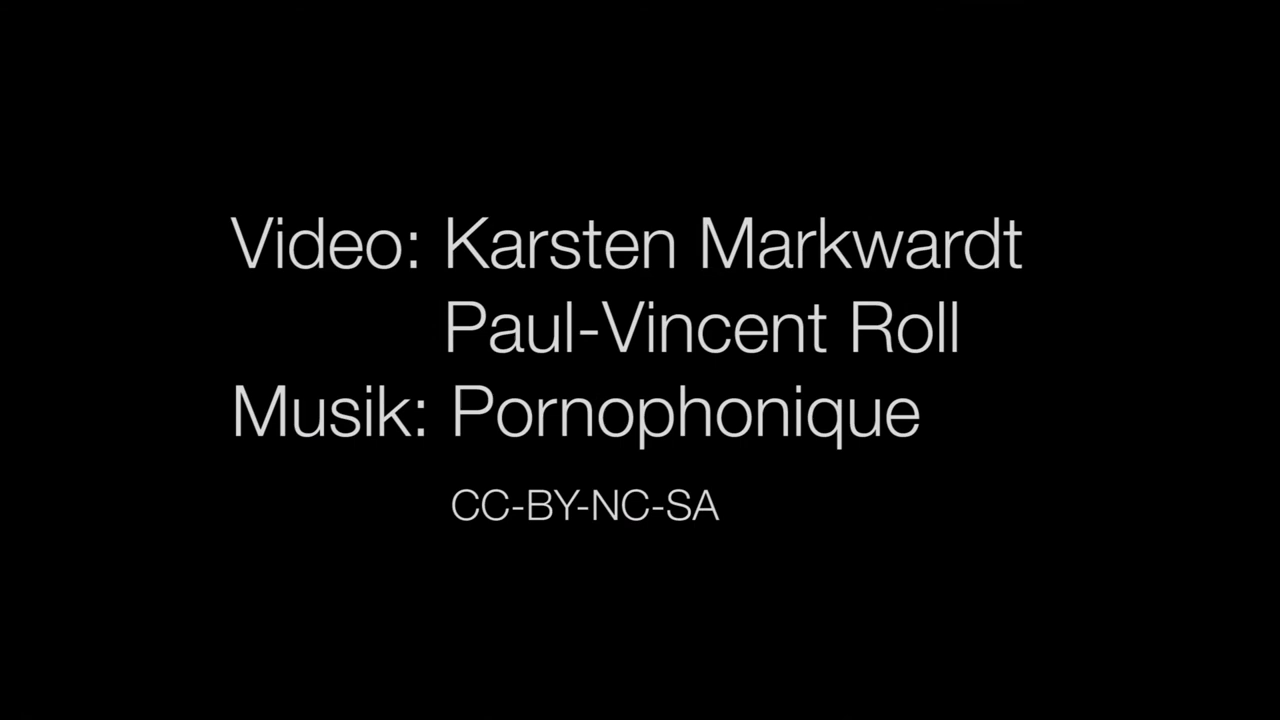 Video: Karsten Markwardt
Paul-Vincent Roll
Musik: Pornophonique
CC-BY-NC-SA